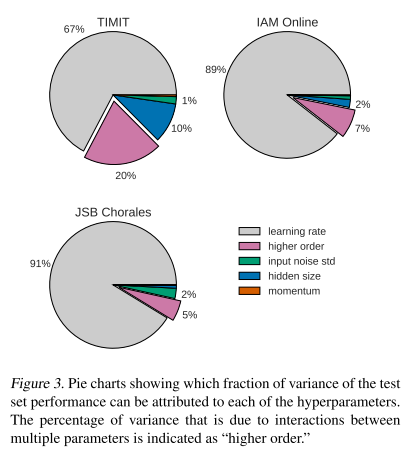 TIMIT
67%
1%
10%
20%
IAM Online
89%
2%
7%
JSB Chorales
91%
2%
5%
learning rate
higher order
input noise std
hidden size
momentum
Figure 3. Pie charts showing which fraction of variance of the test
set performance can be attributed to each of the hyperparameters.
The percentage of variance that is due to interactions between
multiple parameters is indicated as “higher order.”